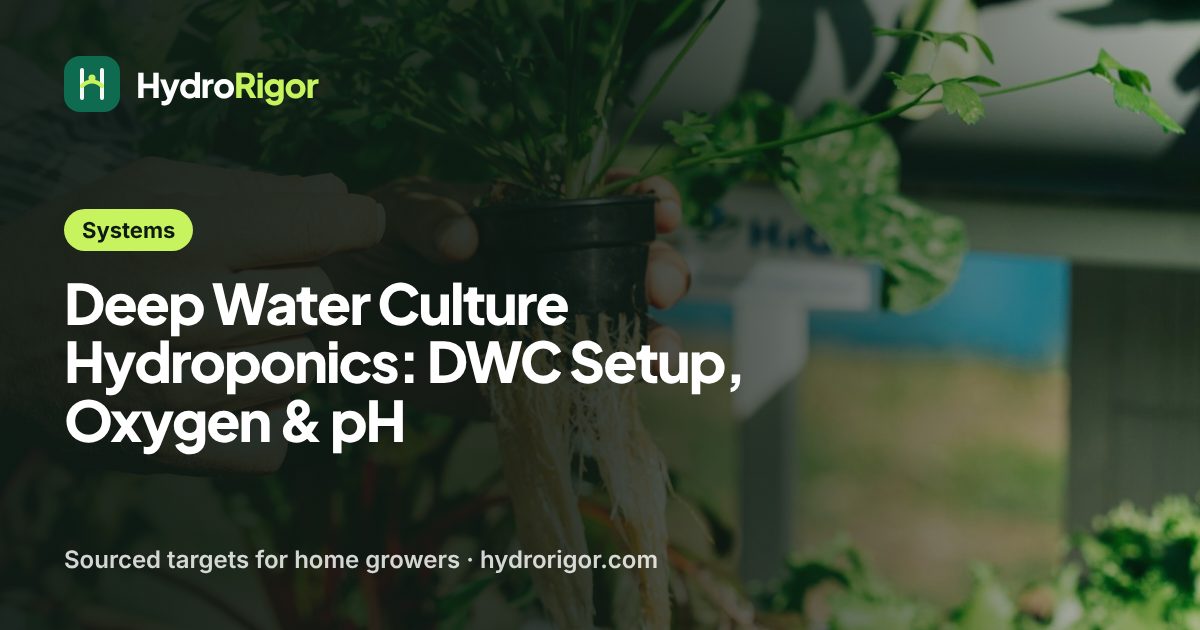 HydroRigor
Systems
Deep Water Culture
Hydroponics: DWC Setup,
Oxygen & pH
Sourced targets for home growers · hydrorigor.com